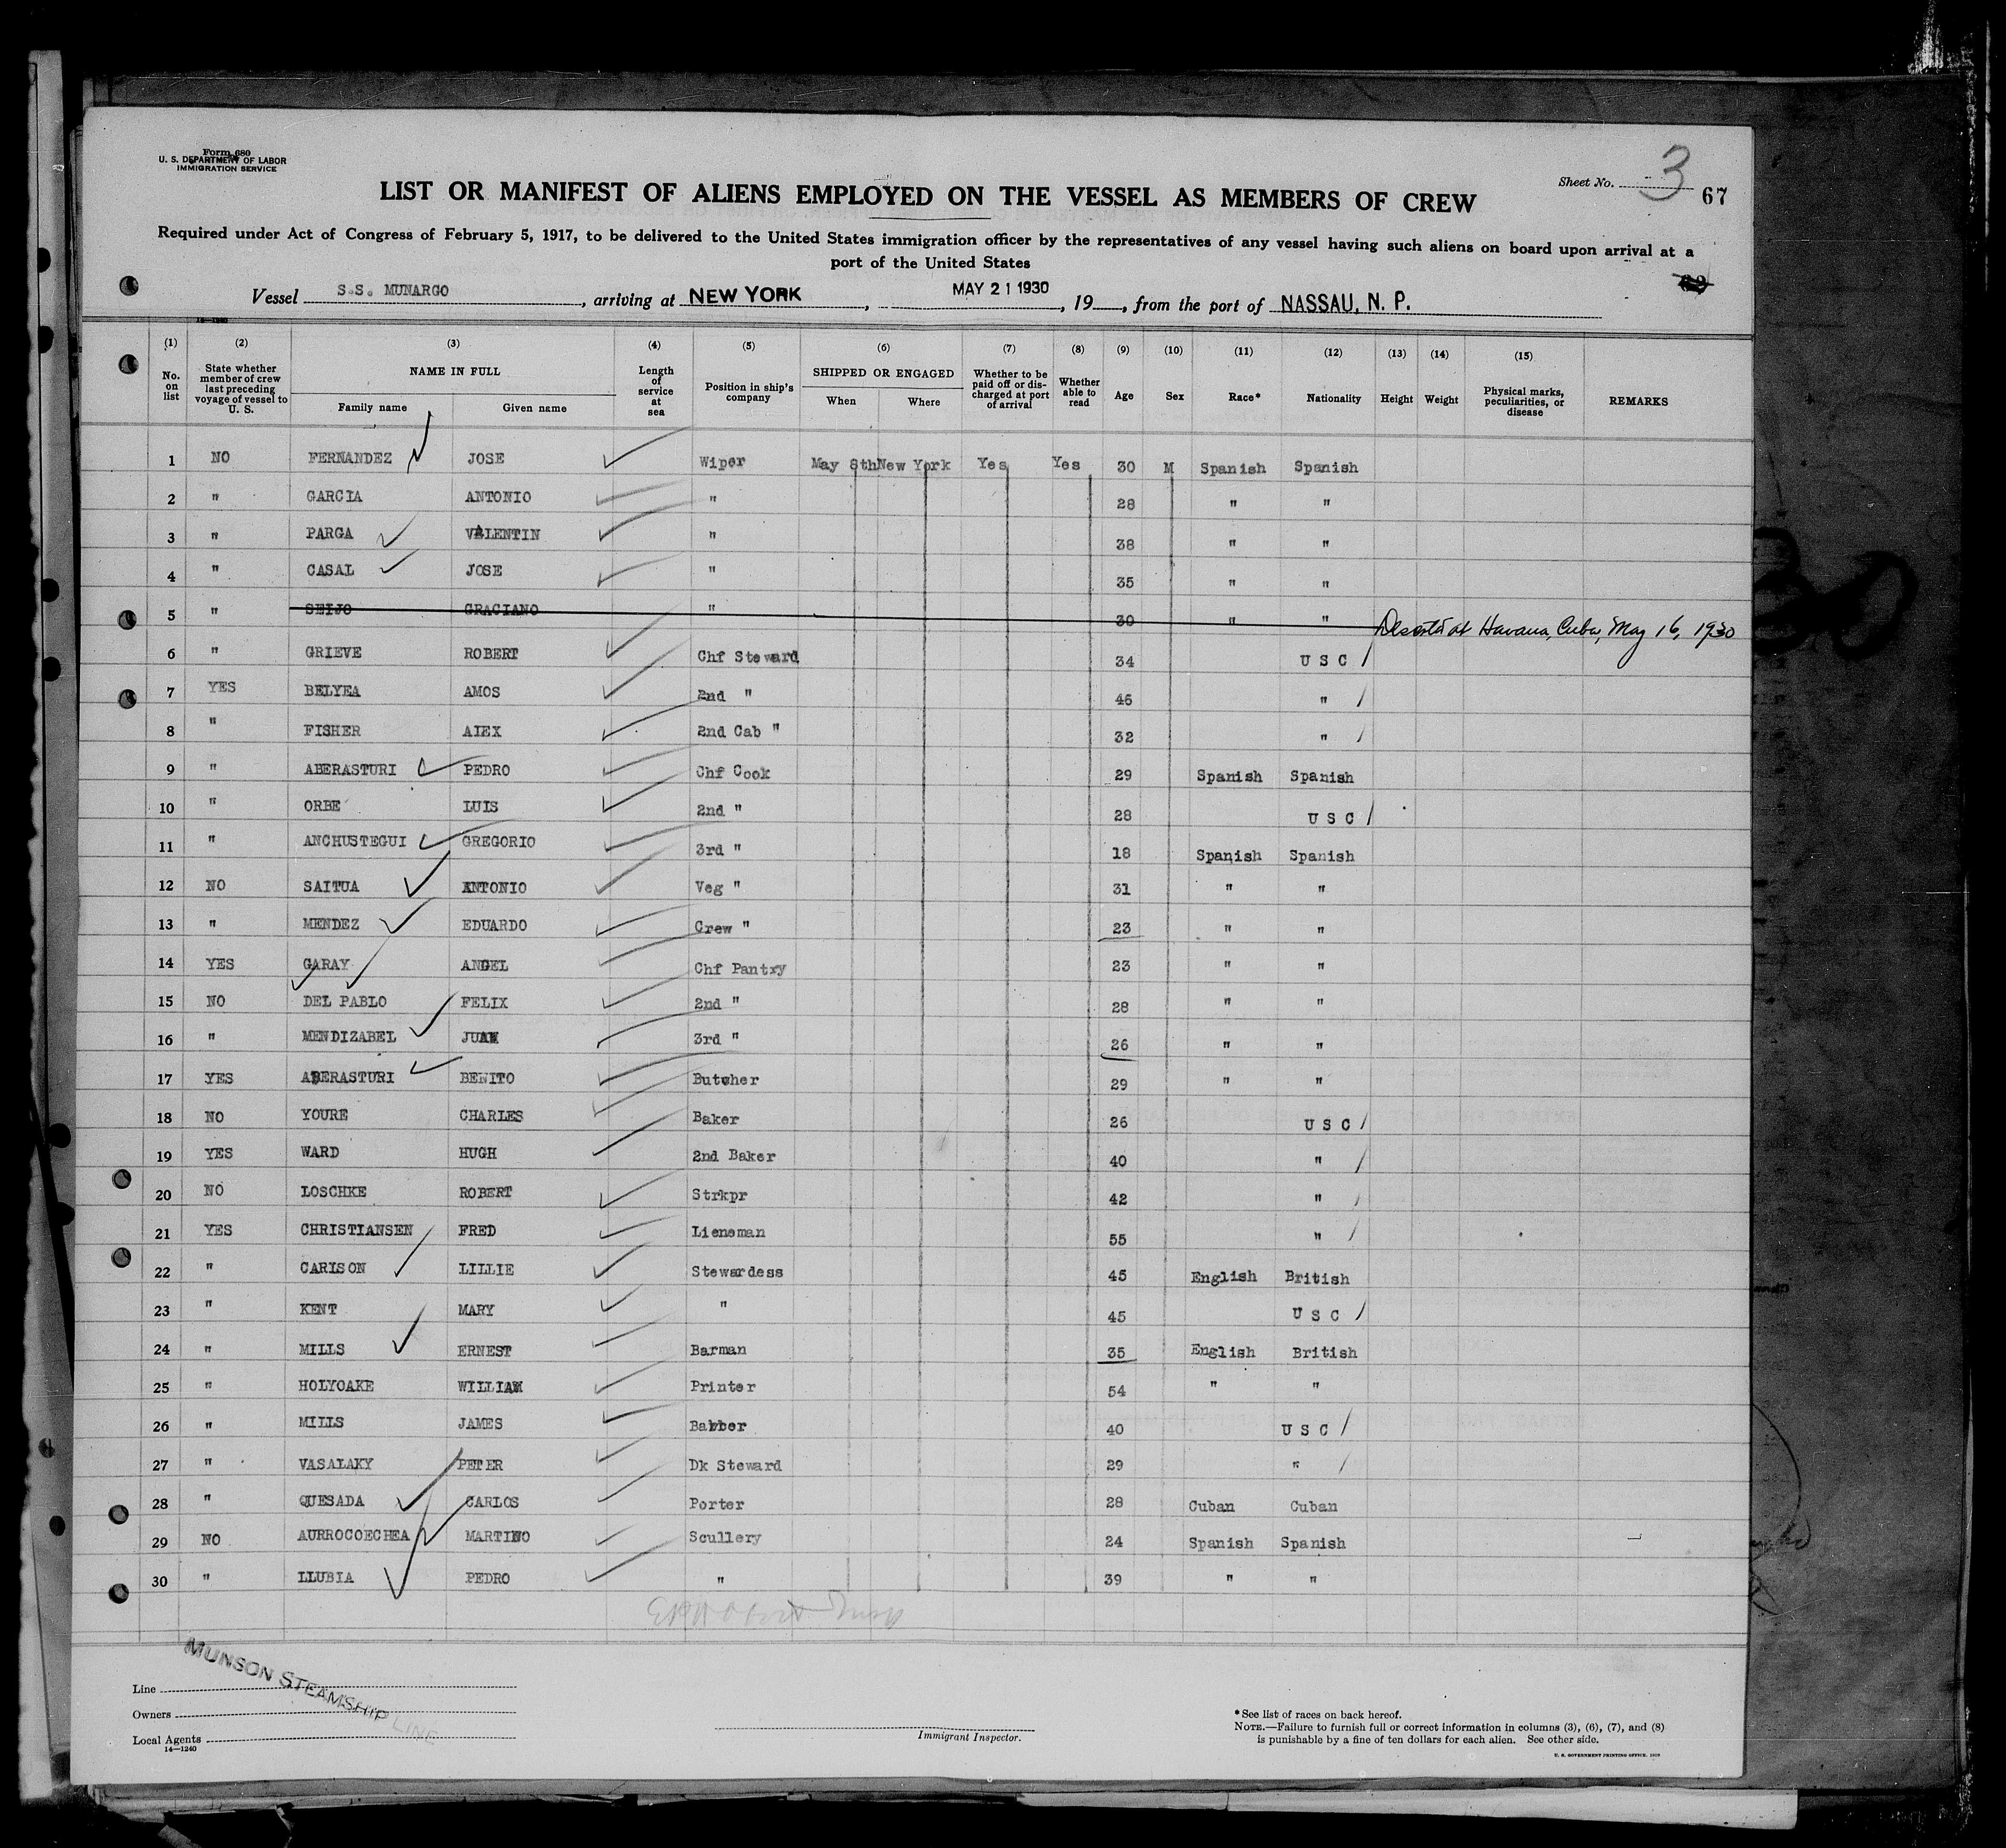 Form 680
U. S. DEPARTMENT OF LABOR
IMMIGRATION SERVICE
Sheet No. 3
67
LIST OR MANIFEST OF ALIENS EMPLOYED ON THE VESSEL AS MEMBERS OF CREW
Required under Act of Congress of February 5, 1917, to be delivered to the United States immigration officer by the representatives of any vessel having such aliens on board upon arrival at a
port of the United States
Vessel S.S. MUNARGO, arriving at NEW YORK, MAY 21 1930, 19__, from the port of NASSAU, N. P.
(1) (2) (3) (4) (5) (6) (7) (8) (9) (10) (11) (12) (13) (14) (15)
No. on list State whether member of crew last preceding voyage of vessel to U. S. NAME IN FULL Family name Given name Length of service at sea Position in ship's company SHIPPED OR ENGAGED When Where Whether to be paid off or discharged at port of arrival Whether able to read Age Sex Race* Nationality Height Weight Physical marks, peculiarities, or disease REMARKS
1 NO FERNANDEZ JOSE Wiper May 8th New York Yes Yes 30 M Spanish Spanish
2 " GARCIA ANTONIO " 28 " "
3 " PARGA VALENTIN " 38 " "
4 " CASAL JOSE " 35 " "
5 " SEIJO GRACIANO " 30 " " Deserted at Havana, Cuba, May 16, 1930
6 " GRIEVE ROBERT Chf Steward 34 U S C
7 YES BELYEA AMOS 2nd " 46 "
8 " FISHER ALEX 2nd Cab " 32 "
9 " ABERASTURI PEDRO Chf Cook 29 Spanish Spanish
10 " ORBE LUIS 2nd " 28 U S C
11 " ANCHUSTEGUI GREGORIO 3rd " 18 Spanish Spanish
12 NO SAITUA ANTONIO Veg " 31 " "
13 " MENDEZ EDUARDO Crew " 23 " "
14 YES GARAY ANGEL Chf Pantry 23 " "
15 NO DEL PABLO FELIX 2nd " 28 " "
16 " MENDIZABEL JUAN 3rd " 26 " "
17 YES ABERASTURI BENITO Butcher 29 " "
18 NO YOURE CHARLES Baker 26 U S C
19 YES WARD HUGH 2nd Baker 40 "
20 NO LOSCHKE ROBERT Strkpr 42 "
21 YES CHRISTIANSEN FRED Lieneman 55 "
22 " CARLSON LILLIE Stewardess 45 English British
23 " KENT MARY " 45 U S C
24 " MILLS ERNEST Barman 35 English British
25 " HOLYOAKE WILLIAM Printer 54 " "
26 " MILLS JAMES Barber 40 U S C
27 " VASALAKY PETER Dk Steward 29 "
28 " QUESADA CARLOS Porter 28 Cuban Cuban
29 NO AURROCOECHEA MARTINO Scullery 24 Spanish Spanish
30 " LLUBIA PEDRO " 39 " "
MUNSON STEAMSHIP LINE
Line
Owners
Local Agents
14—1240
Immigrant Inspector.
* See list of races on back hereof.
NOTE.—Failure to furnish full or correct information in columns (3), (6), (7), and (8)
is punishable by a fine of ten dollars for each alien. See other side.
U. S. GOVERNMENT PRINTING OFFICE: 1929